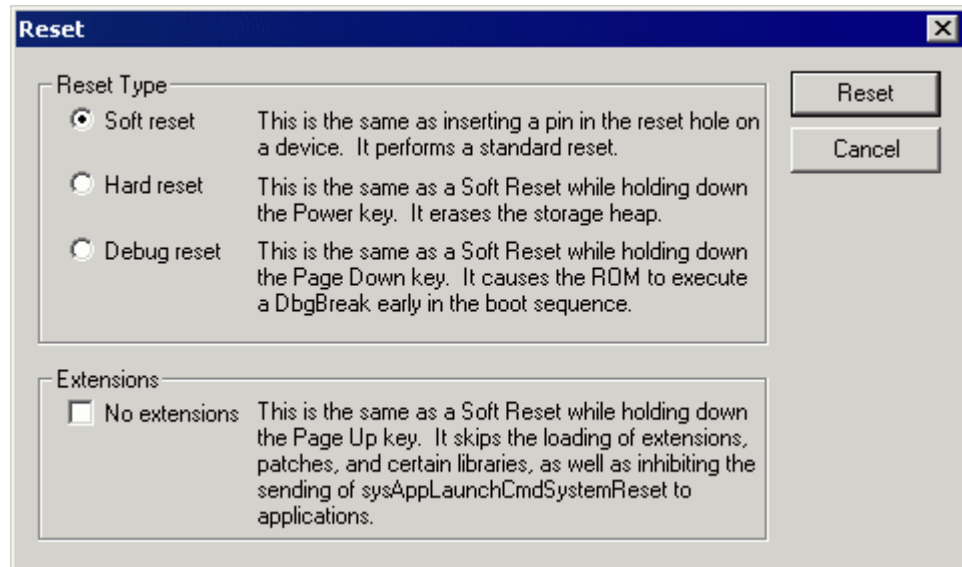 Reset
Reset Type
Soft reset
This is the same as inserting a pin in the reset hole on
a device.  It performs a standard reset.
Hard reset
This is the same as a Soft Reset while holding down
the Power key.  It erases the storage heap.
Debug reset
This is the same as a Soft Reset while holding down
the Page Down key.  It causes the ROM to execute
a DbgBreak early in the boot sequence.
Reset
Cancel
Extensions
No extensions
This is the same as a Soft Reset while holding down
the Page Up key.  It skips the loading of extensions,
patches, and certain libraries, as well as inhibiting the
sending of sysAppLaunchCmdSystemReset to
applications.